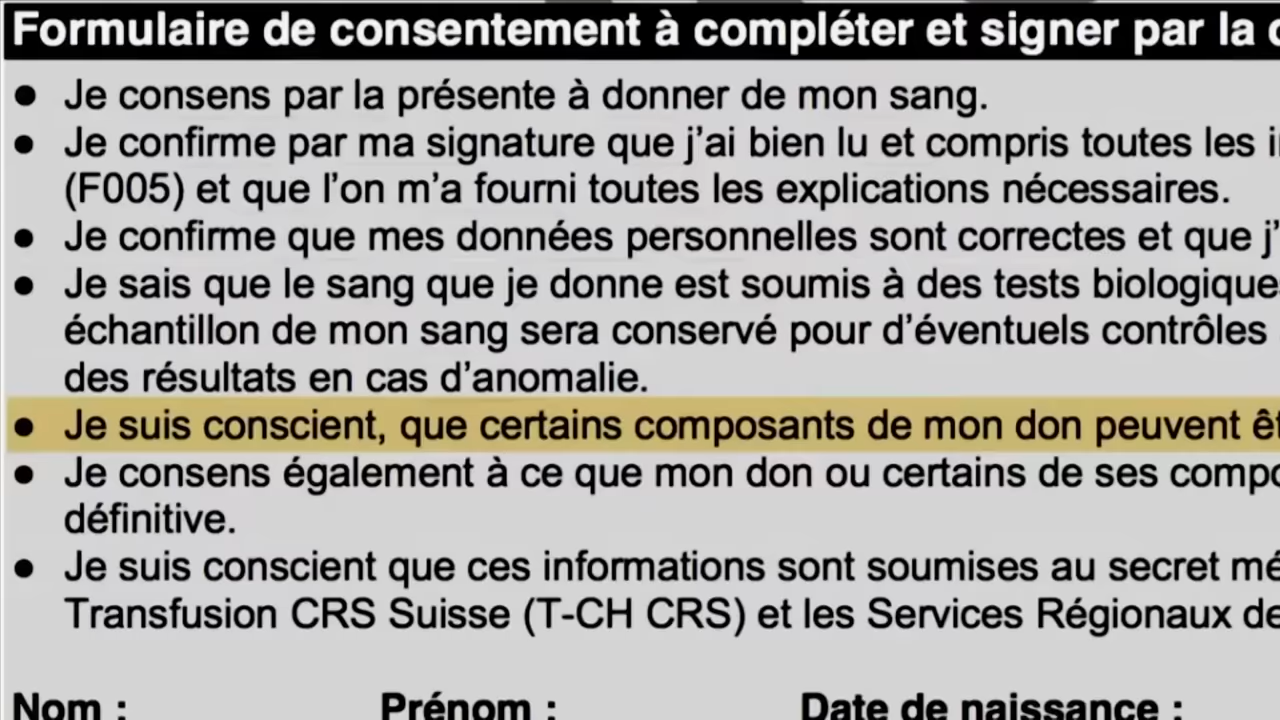 Formulaire de consentement à compléter et signer par la
● Je consens par la présente à donner de mon sang.
● Je confirme par ma signature que j'ai bien lu et compris toutes les
(F005) et que l'on m'a fourni toutes les explications nécessaires.
● Je confirme que mes données personnelles sont correctes et que j'
● Je sais que le sang que je donne est soumis à des tests biologique
échantillon de mon sang sera conservé pour d'éventuels contrôles
des résultats en cas d'anomalie.
● Je suis conscient, que certains composants de mon don peuvent
● Je consens également à ce que mon don ou certains de ses compo
définitive.
● Je suis conscient que ces informations sont soumises au secret mé
Transfusion CRS Suisse (T-CH CRS) et les Services Régionaux de
Nom : Prénom : Date de naissance :